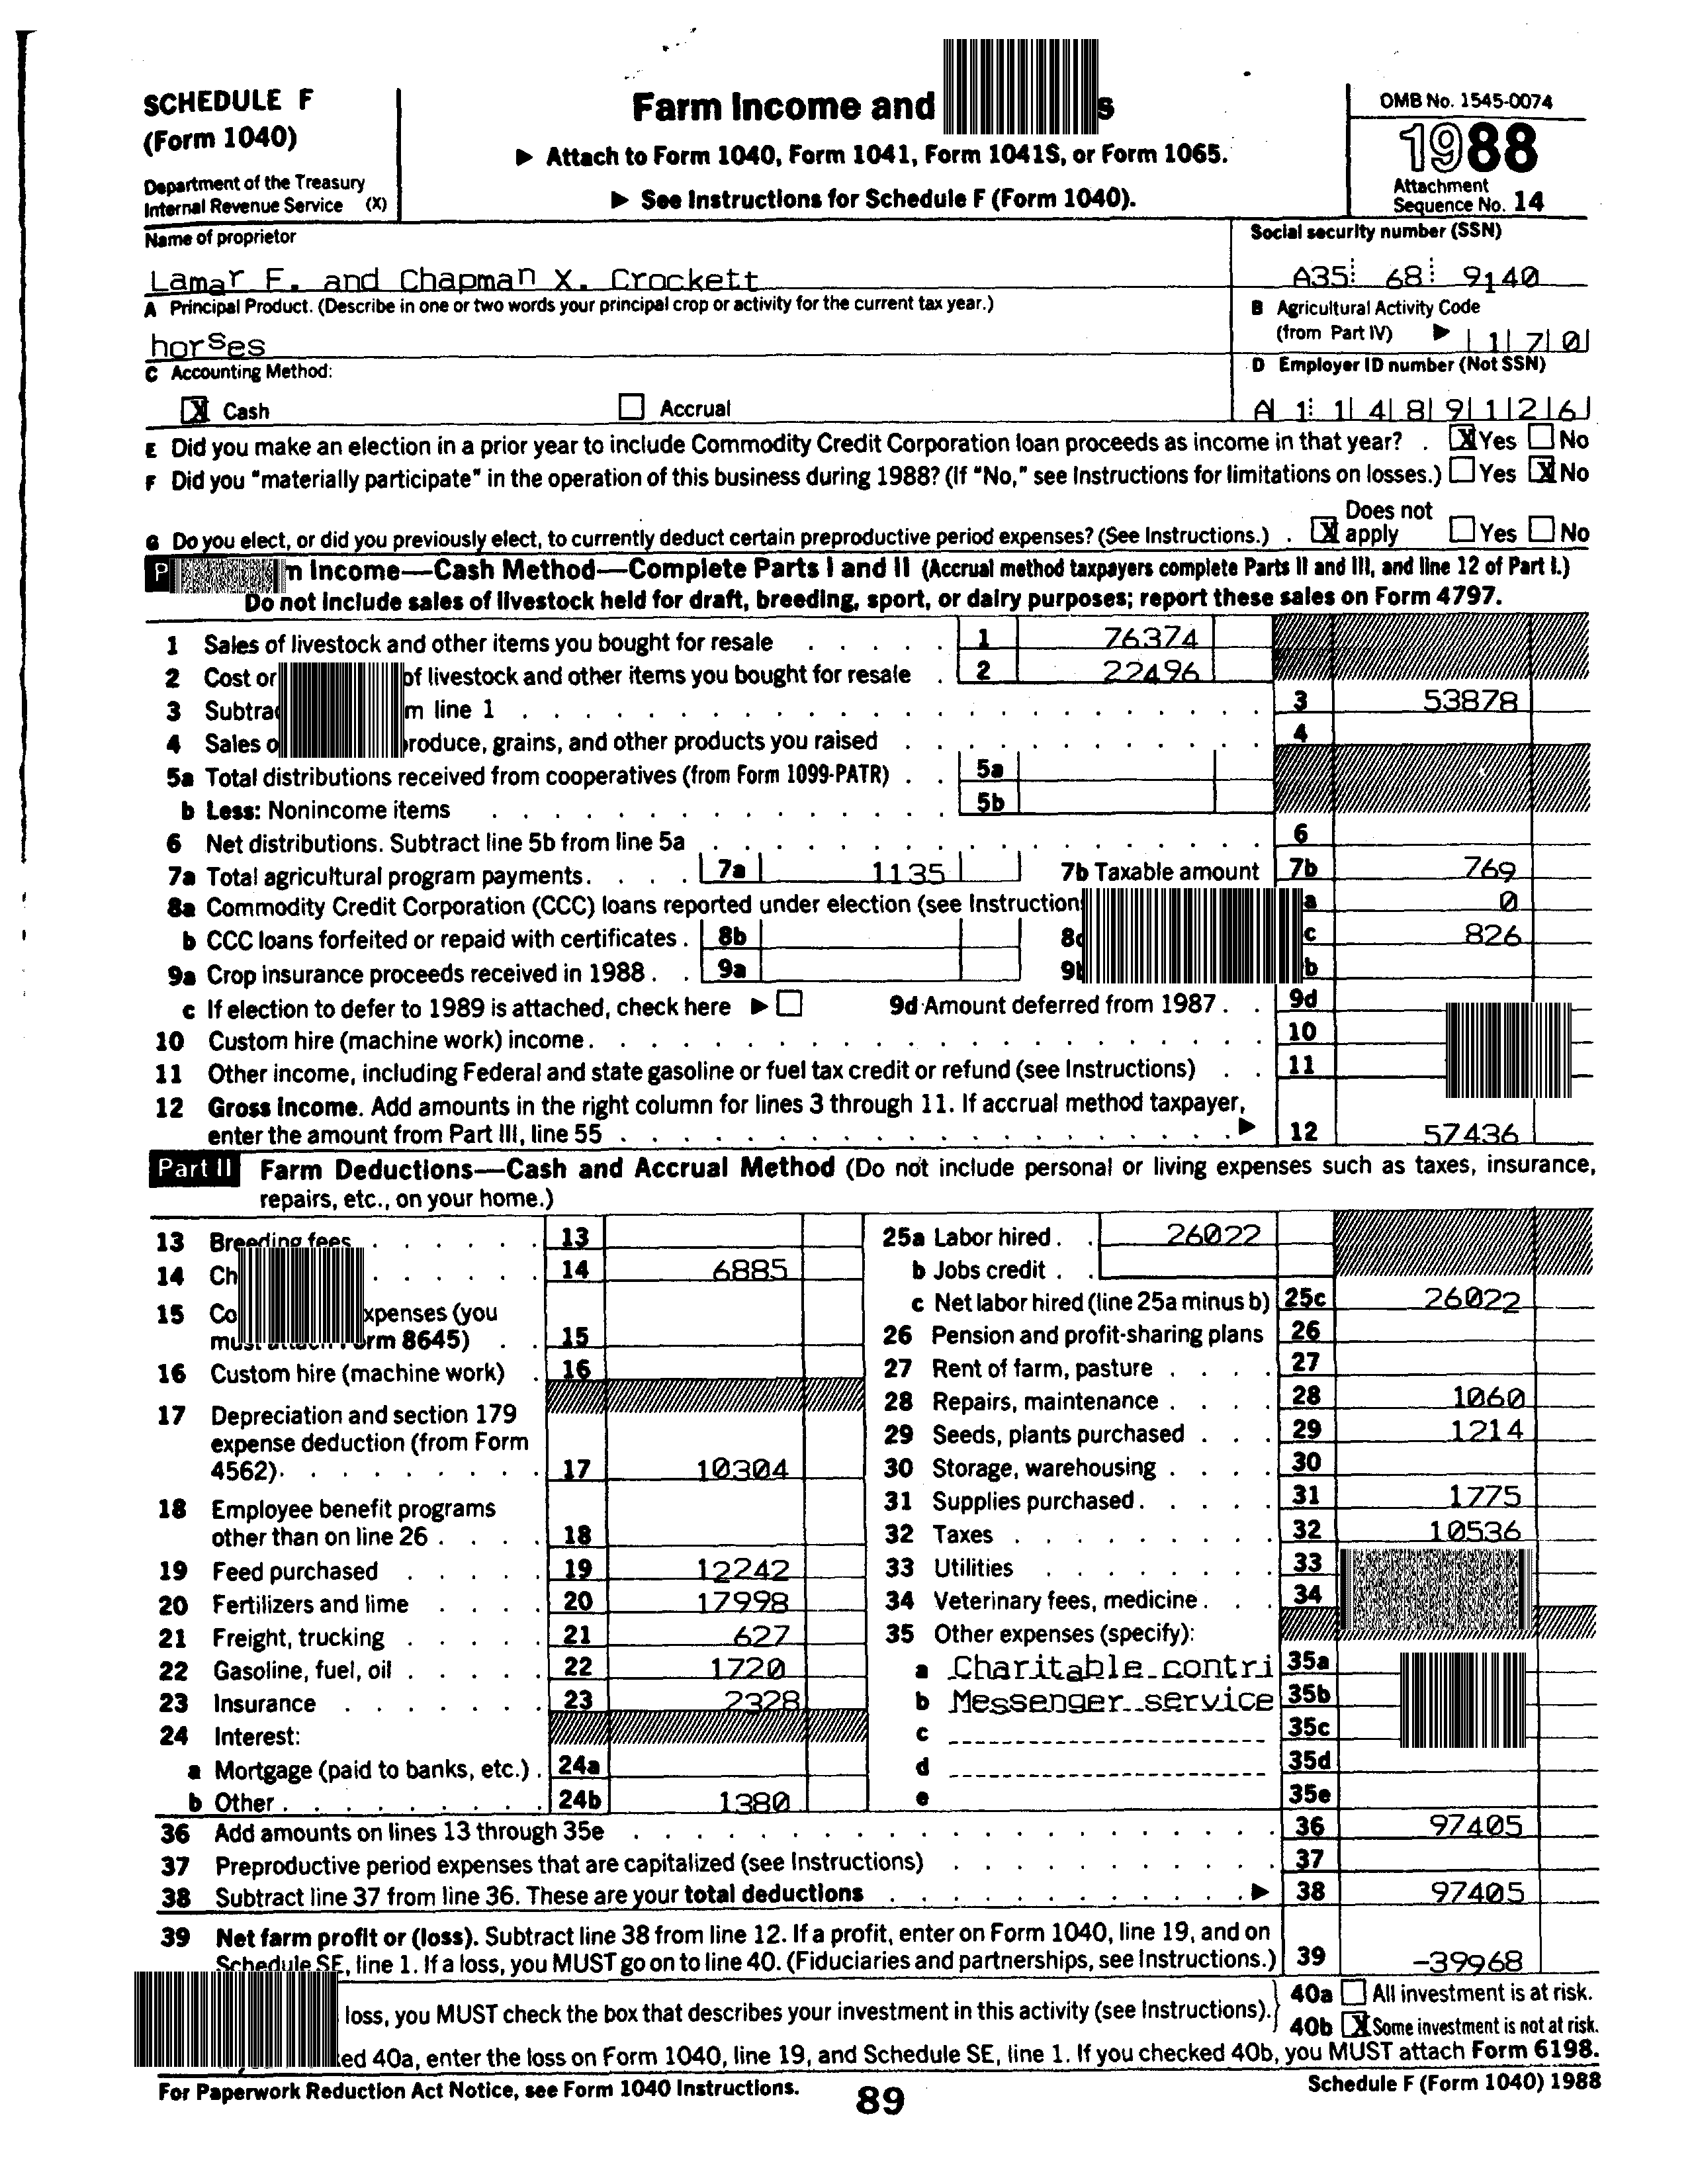 SCHEDULE F
(Form 1040)
Department of the Treasury
Internal Revenue Service (X)
Farm Income and
▶ Attach to Form 1040, Form 1041, Form 1041S, or Form 1065.
▶ See Instructions for Schedule F (Form 1040).
OMB No. 1545-0074
1988
Attachment
Sequence No. 14
Name of proprietor
Lamar F. and Chapman X. Crockett
Social security number (SSN)
A35 68 9140
A Principal Product. (Describe in one or two words your principal crop or activity for the current tax year.)
horses
B Agricultural Activity Code
(from Part IV) ▶ 1 7 0
C Accounting Method:
X Cash Accrual
D Employer ID number (Not SSN)
A 1 1 4 8 9 1 2 6
E Did you make an election in a prior year to include Commodity Credit Corporation loan proceeds as income in that year? . X Yes No
F Did you "materially participate" in the operation of this business during 1988? (If "No," see Instructions for limitations on losses.) Yes X No
G Do you elect, or did you previously elect, to currently deduct certain preproductive period expenses? (See Instructions.) . X Does not apply Yes No
Income—Cash Method—Complete Parts I and II (Accrual method taxpayers complete Parts II and III, and line 12 of Part I.)
Do not include sales of livestock held for draft, breeding, sport, or dairy purposes; report these sales on Form 4797.
1 Sales of livestock and other items you bought for resale . . . . . 1 76374
2 Cost or of livestock and other items you bought for resale . 2 22496
3 line 1 . . . 3 53878
4 Sales grains, and other products you raised . . . 4
5a Total distributions received from cooperatives (from Form 1099-PATR) . . 5a
b Less: Nonincome items . . . 5b
6 Net distributions. Subtract line 5b from line 5a . . . 6
7a Total agricultural program payments. . . . 7a 1135 7b Taxable amount 7b 769
8a Commodity Credit Corporation (CCC) loans reported under election (see 0
b CCC loans forfeited or repaid with certificates . 8b c 826
9a Crop insurance proceeds received in 1988 . . 9a b
c If election to defer to 1989 is attached, check here ▶ 9d Amount deferred from 1987 . . 9d
10 Custom hire (machine work) income. . . . 10
11 Other income, including Federal and state gasoline or fuel tax credit or refund (see Instructions) . . 11
12 Gross income. Add amounts in the right column for lines 3 through 11. If accrual method taxpayer,
enter the amount from Part III, line 55 . . . ▶ 12 57436
Part II Farm Deductions—Cash and Accrual Method (Do not include personal or living expenses such as taxes, insurance,
repairs, etc., on your home.)
13 Breeding fees . . . . . 13
14 . . . . . 14 6885
15 (you
8645) . . 15
16 Custom hire (machine work) . 16
17 Depreciation and section 179
expense deduction (from Form
4562). . . . 17 10304
18 Employee benefit programs
other than on line 26 . . . . 18
19 Feed purchased . . . . . 19 12242
20 Fertilizers and lime . . . . 20 17998
21 Freight, trucking . . . . . 21 627
22 Gasoline, fuel, oil . . . . . 22 1720
23 Insurance . . . . . . . 23 2328
24 Interest:
a Mortgage (paid to banks, etc.) . 24a
b Other . . . . . . . . . 24b 1380
25a Labor hired . . 26022
b Jobs credit . .
c Net labor hired (line 25a minus b) 25c 26022
26 Pension and profit-sharing plans 26
27 Rent of farm, pasture . . . . 27
28 Repairs, maintenance . . . . 28 1060
29 Seeds, plants purchased . . . 29 1214
30 Storage, warehousing . . . . 30
31 Supplies purchased. . . . . 31 1775
32 Taxes . . . . . . . . 32 10536
33 Utilities . . . . . . . . 33
34 Veterinary fees, medicine . . . 34
35 Other expenses (specify):
a Charitable contri 35a
b Messenger service 35b
c 35c
d 35d
e 35e
36 Add amounts on lines 13 through 35e . . . 36 97405
37 Preproductive period expenses that are capitalized (see Instructions) . . . 37
38 Subtract line 37 from line 36. These are your total deductions . . . ▶ 38 97405
39 Net farm profit or (loss). Subtract line 38 from line 12. If a profit, enter on Form 1040, line 19, and on
Schedule SE, line 1. If a loss, you MUST go on to line 40. (Fiduciaries and partnerships, see Instructions.) 39 -39968
loss, you MUST check the box that describes your investment in this activity (see Instructions). 40a All investment is at risk.
40b X Some investment is not at risk.
40a, enter the loss on Form 1040, line 19, and Schedule SE, line 1. If you checked 40b, you MUST attach Form 6198.
For Paperwork Reduction Act Notice, see Form 1040 Instructions.
89
Schedule F (Form 1040) 1988